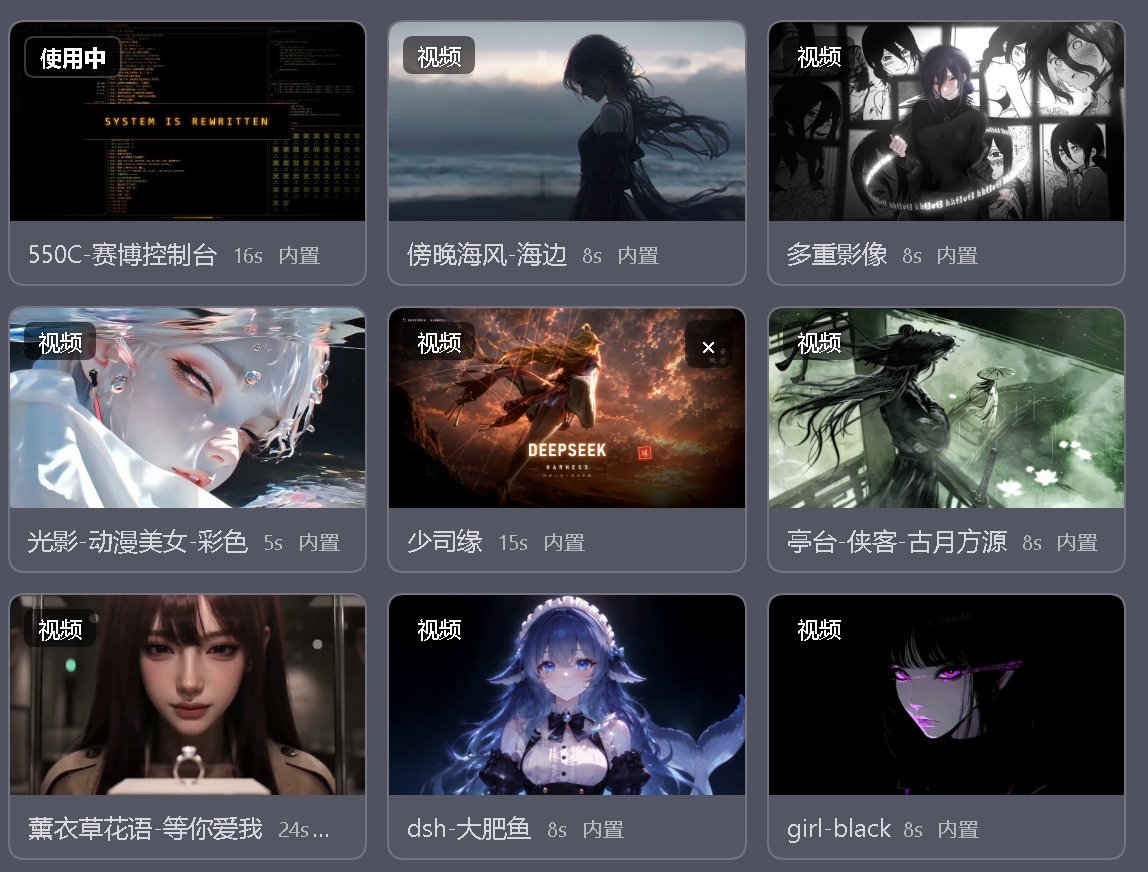 使用中
SYSTEM IS REWRITTEN
550C-赛博控制台 16s 内置
视频
傍晚海风-海边 8s 内置
视频
多重影像 8s 内置
视频
光影-动漫美女-彩色 5s 内置
视频
×
DEEPSEEK
HARNESS
缘
少司缘 15s 内置
视频
亭台-侠客-古月方源 8s 内置
视频
薰衣草花语-等你爱我 24s...
视频
dsh-大肥鱼 8s 内置
视频
girl-black 8s 内置